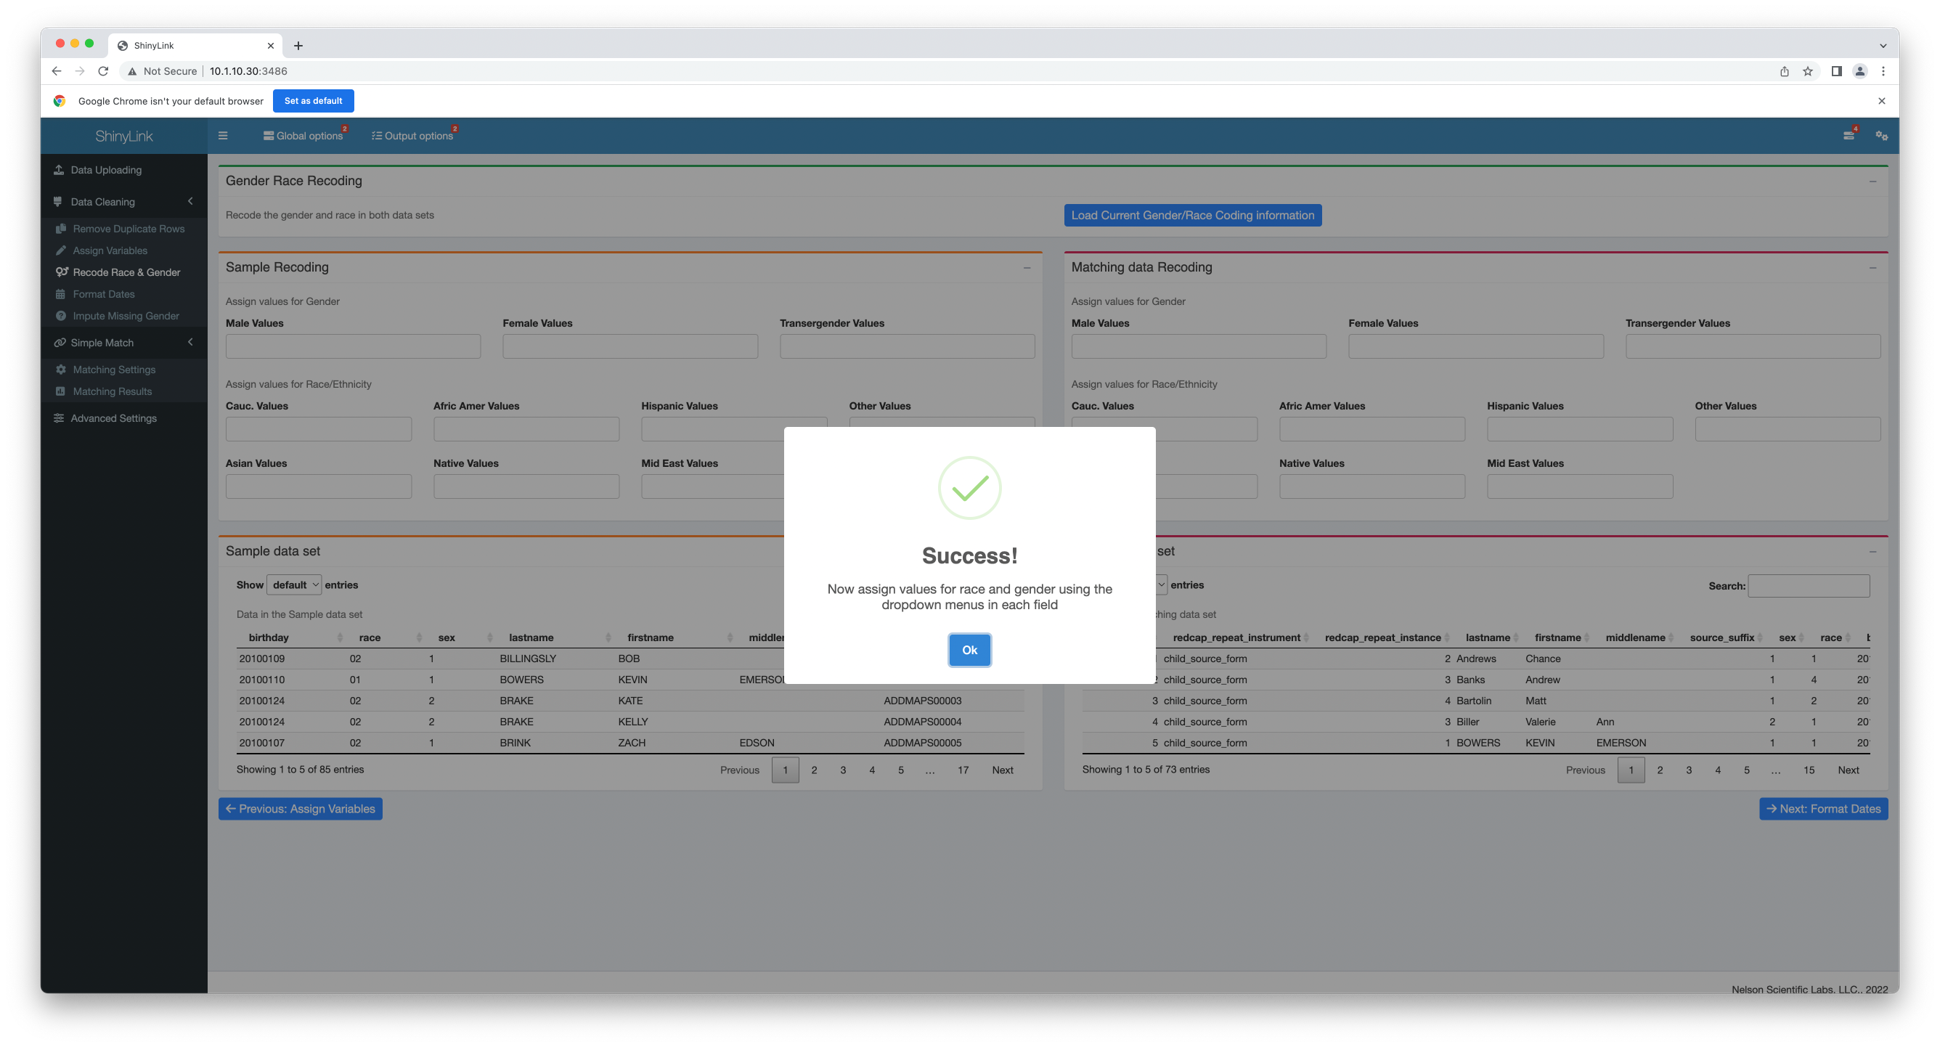 ShinyLink
Not Secure | 10.1.10.30:3486
Google Chrome isn't your default browser Set as default
ShinyLink Global options 2 Output options 2 4
Data Uploading
Data Cleaning
Remove Duplicate Rows
Assign Variables
Recode Race & Gender
Format Dates
Impute Missing Gender
Simple Match
Matching Settings
Matching Results
Advanced Settings
Gender Race Recoding
Recode the gender and race in both data sets Load Current Gender/Race Coding information
Sample Recoding
Assign values for Gender
Male Values Female Values Transergender Values
Assign values for Race/Ethnicity
Cauc. Values Afric Amer Values Hispanic Values Other Values
Asian Values Native Values Mid East Values
Matching data Recoding
Assign values for Gender
Male Values Female Values Transergender Values
Assign values for Race/Ethnicity
Cauc. Values Afric Amer Values Hispanic Values Other Values
Native Values Mid East Values
Success!
Now assign values for race and gender using the
dropdown menus in each field
Ok
Sample data set
Show default entries
Data in the Sample data set
birthday race sex lastname firstname middler
20100109 02 1 BILLINGSLY BOB
20100110 01 1 BOWERS KEVIN EMERSO
20100124 02 2 BRAKE KATE ADDMAPS00003
20100124 02 2 BRAKE KELLY ADDMAPS00004
20100107 02 1 BRINK ZACH EDSON ADDMAPS00005
Showing 1 to 5 of 85 entries Previous 1 2 3 4 5 … 17 Next
set
entries Search:
ching data set
redcap_repeat_instrument redcap_repeat_instance lastname firstname middlename source_suffix sex race
child_source_form 2 Andrews Chance 1 1 20
child_source_form 3 Banks Andrew 1 4 20
3 child_source_form 4 Bartolin Matt 1 2 20
4 child_source_form 3 Biller Valerie Ann 2 1 20
5 child_source_form 1 BOWERS KEVIN EMERSON 1 1 20
Showing 1 to 5 of 73 entries Previous 1 2 3 4 5 … 15 Next
Previous: Assign Variables
Next: Format Dates
Nelson Scientific Labs, LLC., 2022